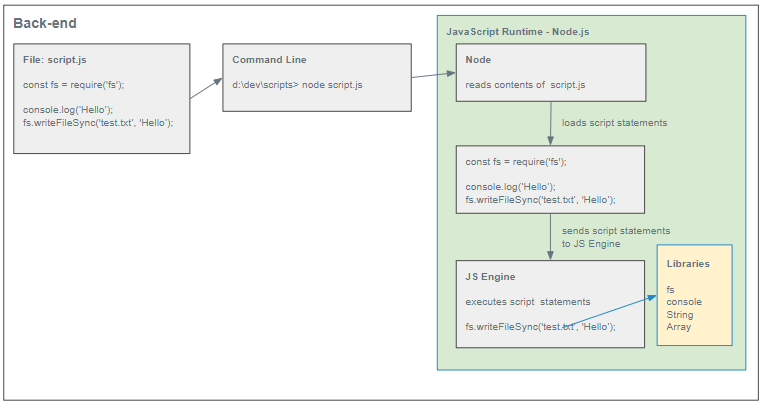 Back-end
File: script.js
const fs = require('fs');
console.log('Hello');
fs.writeFileSync('test.txt', 'Hello');
Command Line
d:\dev\scripts> node script.js
JavaScript Runtime - Node.js
Node
reads contents of script.js
loads script statements
const fs = require('fs');
console.log('Hello');
fs.writeFileSync('test.txt', 'Hello');
sends script statements
to JS Engine
JS Engine
executes script statements
fs.writeFileSync('test.txt', 'Hello');
Libraries
fs
console
String
Array